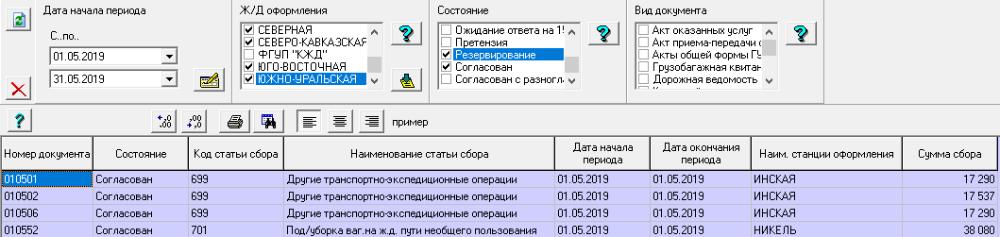 Дата начала периода
С..по..
01.05.2019
31.05.2019
Ж/Д оформления
СЕВЕРНАЯ
СЕВЕРО-КАВКАЗСКАЯ
ФГУП "КЖД"
ЮГО-ВОСТОЧНАЯ
ЮЖНО-УРАЛЬСКАЯ
Состояние
Ожидание ответа на 15
Претензия
Резервирование
Согласован
Согласован с разногла
Вид документа
Акт оказанных услуг
Акт приема-передачи с
Акты общей формы ГУ
Грузобагажная квитан
Дорожная ведомость
пример
Номер документа Состояние Код статьи сбора Наименование статьи сбора Дата начала периода Дата окончания периода Наим. станции оформления Сумма сбора
010501 Согласован 699 Другие транспортно-экспедиционные операции 01.05.2019 01.05.2019 ИНСКАЯ 17 290
010502 Согласован 699 Другие транспортно-экспедиционные операции 01.05.2019 01.05.2019 ИНСКАЯ 17 537
010506 Согласован 699 Другие транспортно-экспедиционные операции 01.05.2019 01.05.2019 ИНСКАЯ 17 290
010552 Согласован 701 Под/уборка ваг.на ж.д. пути необщего пользования 01.05.2019 01.05.2019 НИКЕЛЬ 38 080